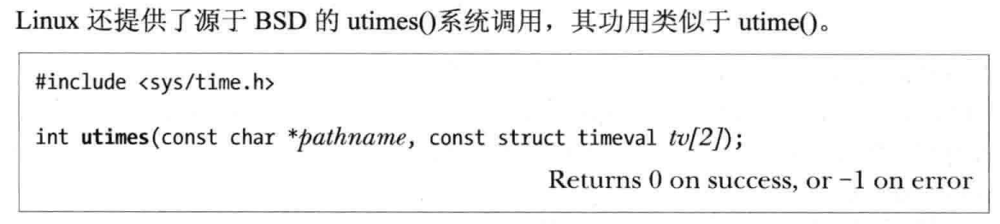 Linux 还提供了源于 BSD 的 utimes()系统调用，其功用类似于 utime()。
#include <sys/time.h>
int utimes(const char *pathname, const struct timeval tv[2]);
Returns 0 on success, or −1 on error